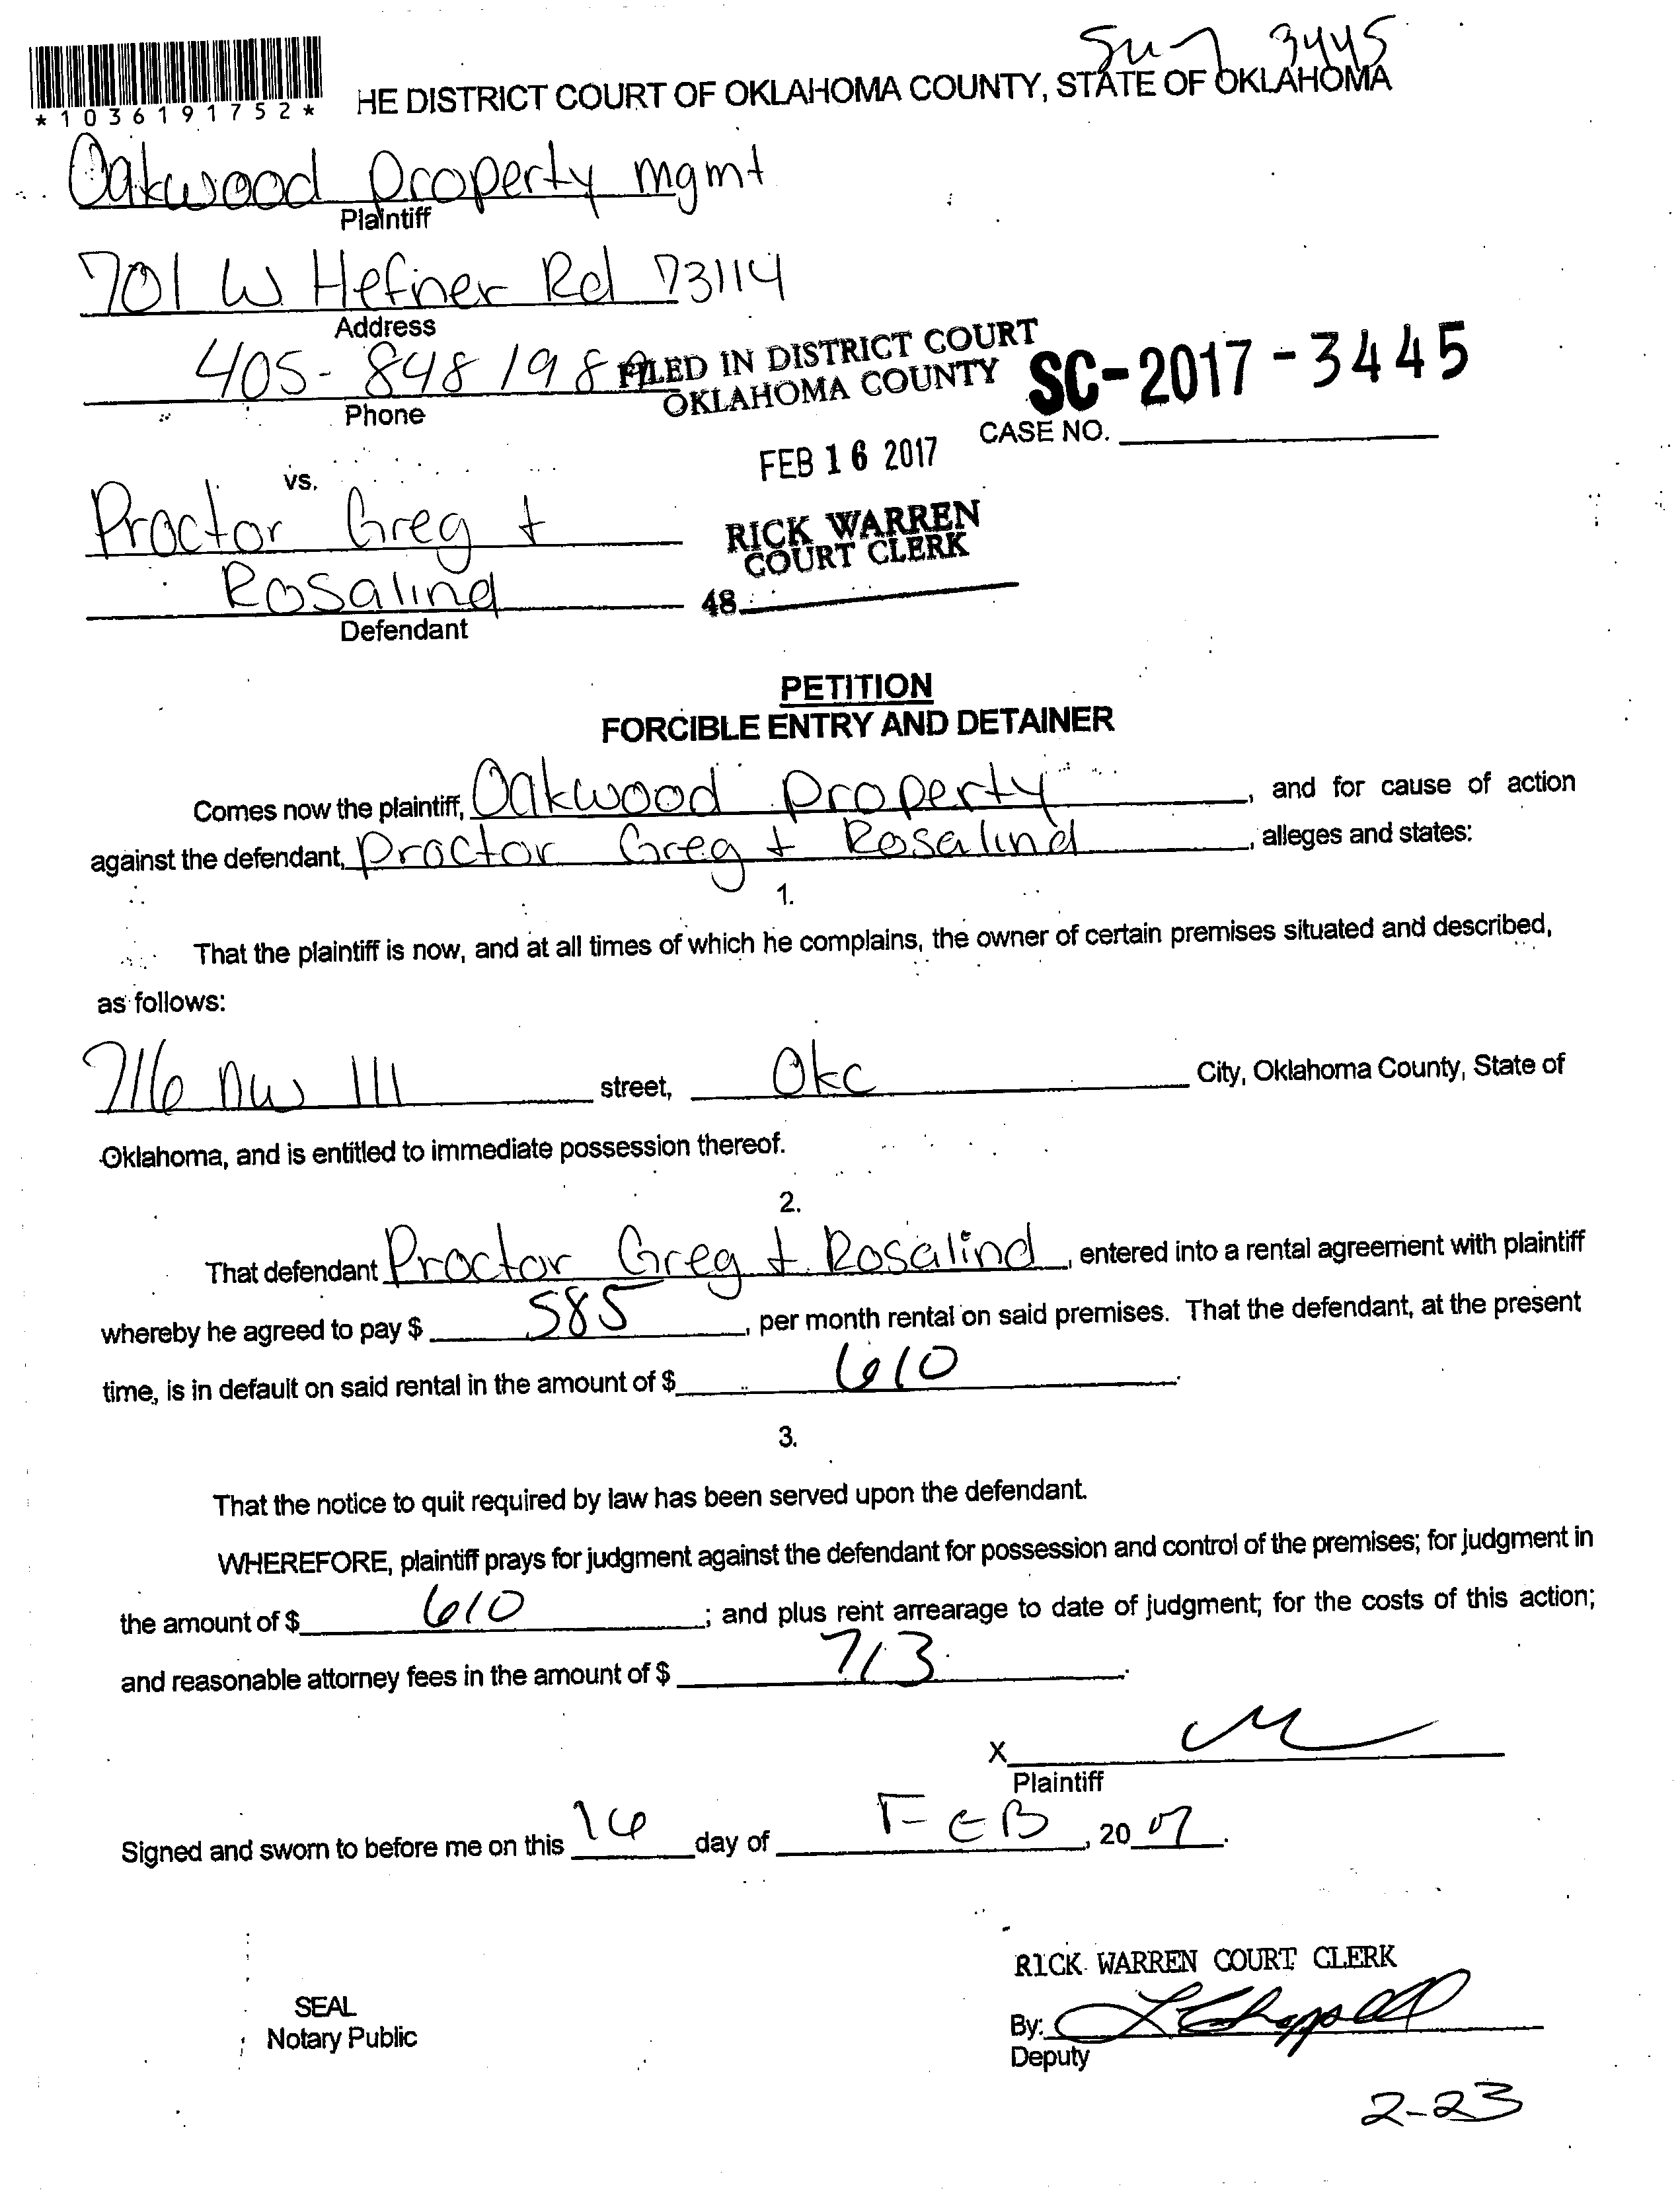 3445
*1036191752*
HE DISTRICT COURT OF OKLAHOMA COUNTY, STATE OF OKLAHOMA
Oakwood Property mgmt
Plaintiff
701 W Hefner Rd 73114
Address
405-848 198
Phone
FILED IN DISTRICT COURT
OKLAHOMA COUNTY
SC-2017-3445
CASE NO.
FEB 16 2017
vs.
Proctor Greg +
Rosalind
Defendant
RICK WARREN
COURT CLERK
48
PETITION
FORCIBLE ENTRY AND DETAINER
Comes now the plaintiff, Oakwood Property, and for cause of action
against the defendant, Proctor Greg + Rosalind, alleges and states:
1.
That the plaintiff is now, and at all times of which he complains, the owner of certain premises situated and described,
as follows:
716 NW 111 street, Okc City, Oklahoma County, State of
Oklahoma, and is entitled to immediate possession thereof.
2.
That defendant Proctor Greg + Rosalind, entered into a rental agreement with plaintiff
whereby he agreed to pay $ 585, per month rental on said premises. That the defendant, at the present
time, is in default on said rental in the amount of $ 610.
3.
That the notice to quit required by law has been served upon the defendant.
WHEREFORE, plaintiff prays for judgment against the defendant for possession and control of the premises; for judgment in
the amount of $ 610; and plus rent arrearage to date of judgment; for the costs of this action;
and reasonable attorney fees in the amount of $ 713.
X
Plaintiff
Signed and sworn to before me on this 16 day of FEB, 20 .
RICK WARREN COURT CLERK
SEAL
Notary Public
By: L Chappell
Deputy
2-23